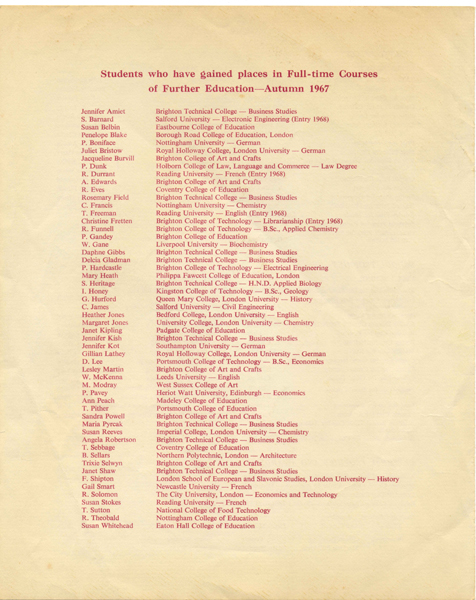 Students who have gained places in Full-time Courses
of Further Education—Autumn 1967
Jennifer Amiet Brighton Technical College — Business Studies
S. Barnard Salford University — Electronic Engineering (Entry 1968)
Susan Belbin Eastbourne College of Education
Penelope Blake Borough Road College of Education, London
P. Boniface Nottingham University — German
Juliet Bristow Royal Holloway College, London University — German
Jacqueline Burvill Brighton College of Art and Crafts
P. Dunk Holborn College of Law, Language and Commerce — Law Degree
R. Durrant Reading University — French (Entry 1968)
A. Edwards Brighton College of Art and Crafts
R. Eves Coventry College of Education
Rosemary Field Brighton Technical College — Business Studies
C. Francis Nottingham University — Chemistry
T. Freeman Reading University — English (Entry 1968)
Christine Fretten Brighton College of Technology — Librarianship (Entry 1968)
R. Funnell Brighton College of Technology — B.Sc., Applied Chemistry
P. Gandey Brighton College of Education
W. Gane Liverpool University — Biochemistry
Daphne Gibbs Brighton Technical College — Business Studies
Delcia Gladman Brighton Technical College — Business Studies
P. Hardcastle Brighton College of Technology — Electrical Engineering
Mary Heath Philippa Fawcett College of Education, London
S. Heritage Brighton Technical College — H.N.D. Applied Biology
I. Honey Kingston College of Technology — B.Sc., Geology
G. Hurford Queen Mary College, London University — History
C. James Salford University — Civil Engineering
Heather Jones Bedford College, London University — English
Margaret Jones University College, London University — Chemistry
Janet Kipling Padgate College of Education
Jennifer Kish Brighton Technical College — Business Studies
Jennifer Kot Southampton University — German
Gillian Lathey Royal Holloway College, London University — German
D. Lee Portsmouth College of Technology — B.Sc., Economics
Lesley Martin Brighton College of Art and Crafts
W. McKenna Leeds University — English
M. Modray West Sussex College of Art
P. Pavey Heriot Watt University, Edinburgh — Economics
Ann Peach Madeley College of Education
T. Pither Portsmouth College of Education
Sandra Powell Brighton College of Art and Crafts
Maria Pyrcak Brighton Technical College — Business Studies
Susan Reeves Imperial College, London University — Chemistry
Angela Robertson Brighton Technical College — Business Studies
T. Sebbage Coventry College of Education
B. Sellars Northern Polytechnic, London — Architecture
Trixie Selwyn Brighton College of Art and Crafts
Janet Shaw Brighton Technical College — Business Studies
F. Shipton London School of European and Slavonic Studies, London University — History
Gail Smart Newcastle University — French
R. Solomon The City University, London — Economics and Technology
Susan Stokes Reading University — French
T. Sutton National College of Food Technology
R. Theobald Nottingham College of Education
Susan Whitehead Eaton Hall College of Education